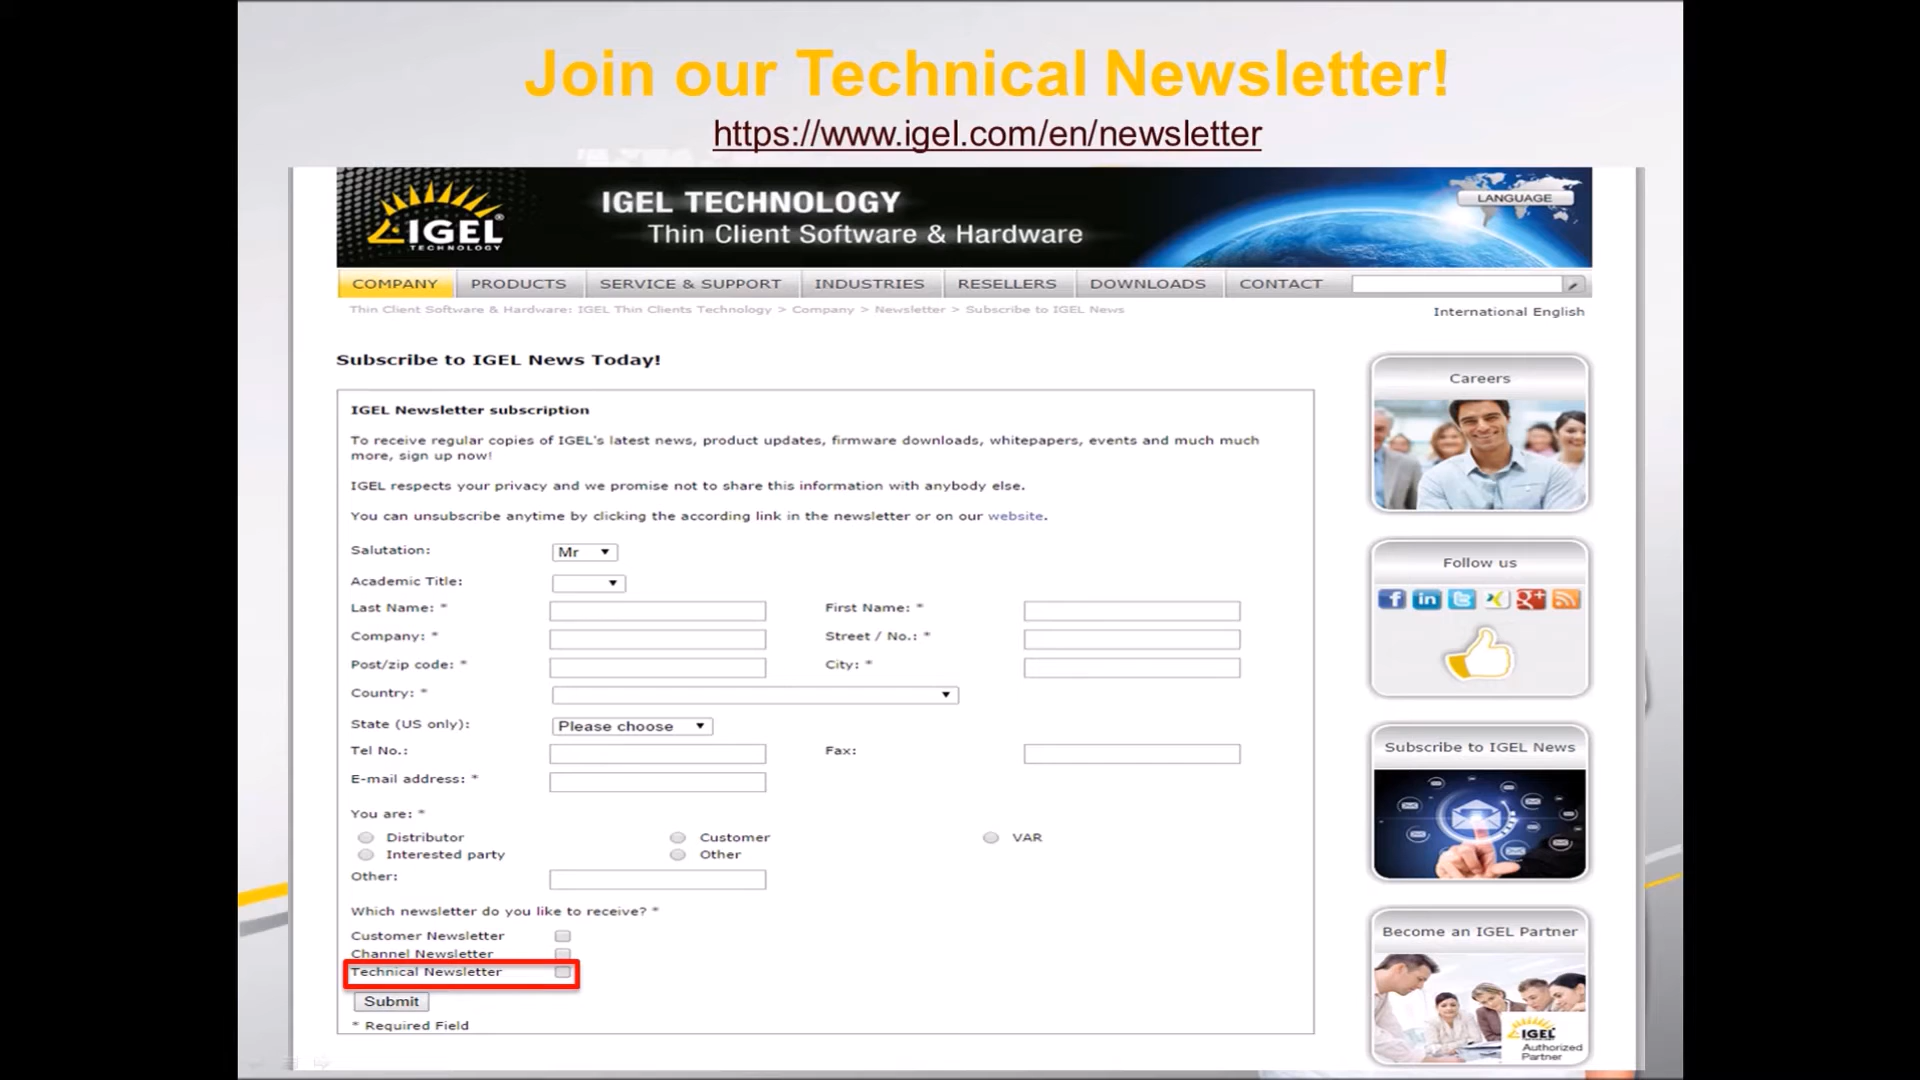 Join our Technical Newsletter!
https://www.igel.com/en/newsletter
IGEL®
TECHNOLOGY
IGEL TECHNOLOGY
Thin Client Software & Hardware
LANGUAGE
COMPANY PRODUCTS SERVICE & SUPPORT INDUSTRIES RESELLERS DOWNLOADS CONTACT
Thin Client Software & Hardware: IGEL Thin Clients Technology > Company > Newsletter > Subscribe to IGEL News
International English
Subscribe to IGEL News Today!
IGEL Newsletter subscription
To receive regular copies of IGEL's latest news, product updates, firmware downloads, whitepapers, events and much much
more, sign up now!
IGEL respects your privacy and we promise not to share this information with anybody else.
You can unsubscribe anytime by clicking the according link in the newsletter or on our website.
Salutation: Mr
Academic Title:
Last Name: * First Name: *
Company: * Street / No.: *
Post/zip code: * City: *
Country: *
State (US only): Please choose
Tel No.: Fax:
E-mail address: *
You are: *
Distributor Customer VAR
Interested party Other
Other:
Which newsletter do you like to receive? *
Customer Newsletter
Channel Newsletter
Technical Newsletter
Submit
* Required Field
Careers
Follow us
f in t g+
Subscribe to IGEL News
Become an IGEL Partner
IGEL
Authorized
Partner